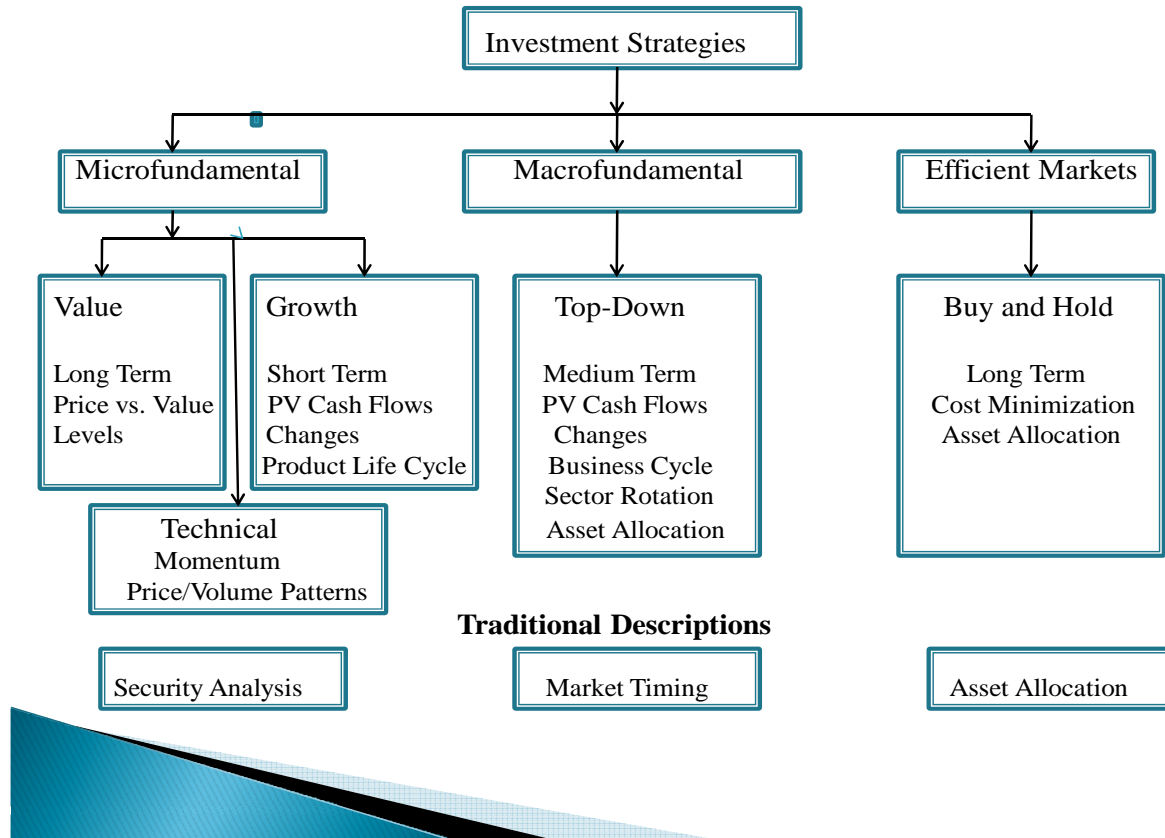 Investment Strategies
Microfundamental
Macrofundamental
Efficient Markets
Value
Long Term
Price vs. Value
Levels
Growth
Short Term
PV Cash Flows
Changes
Product Life Cycle
Technical
Momentum
Price/Volume Patterns
Top-Down
Medium Term
PV Cash Flows
Changes
Business Cycle
Sector Rotation
Asset Allocation
Buy and Hold
Long Term
Cost Minimization
Asset Allocation
Traditional Descriptions
Security Analysis
Market Timing
Asset Allocation